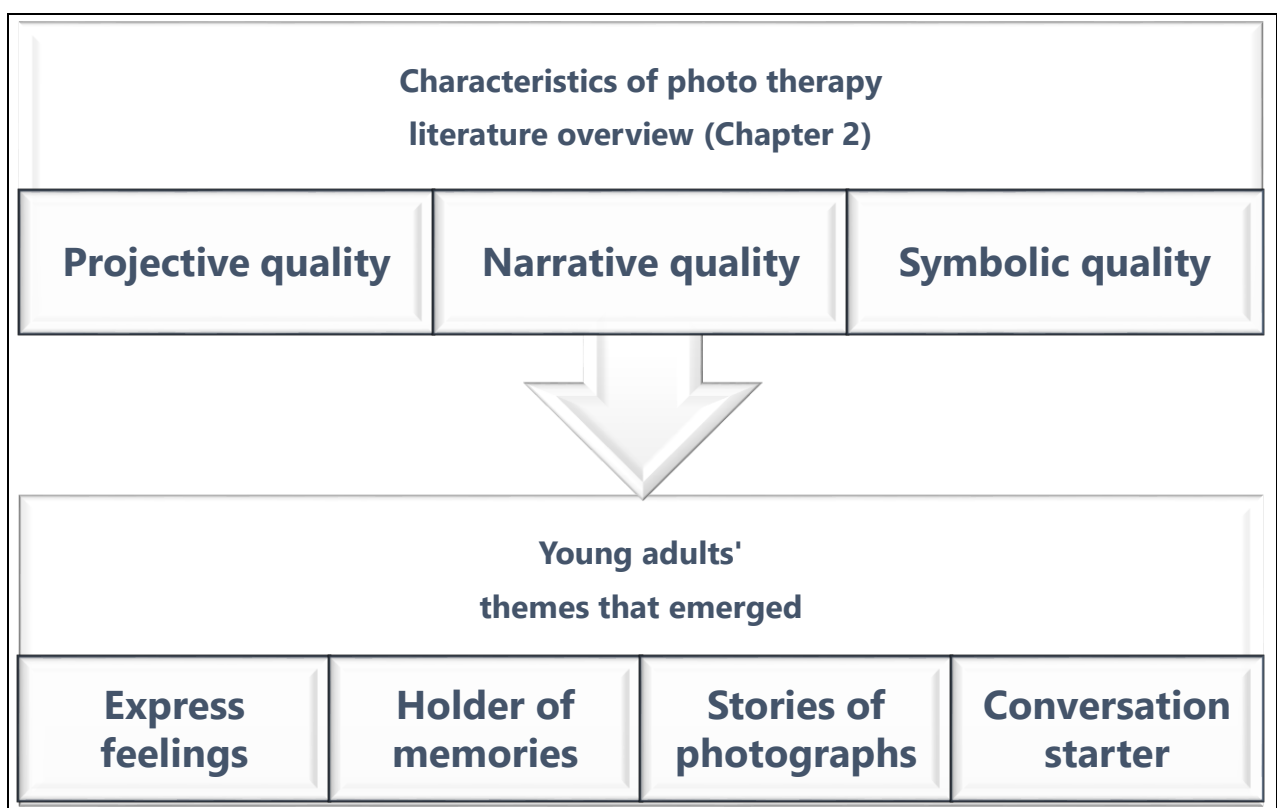 Characteristics of photo therapy
literature overview (Chapter 2)
Projective quality
Narrative quality
Symbolic quality
Young adults'
themes that emerged
Express
feelings
Holder of
memories
Stories of
photographs
Conversation
starter